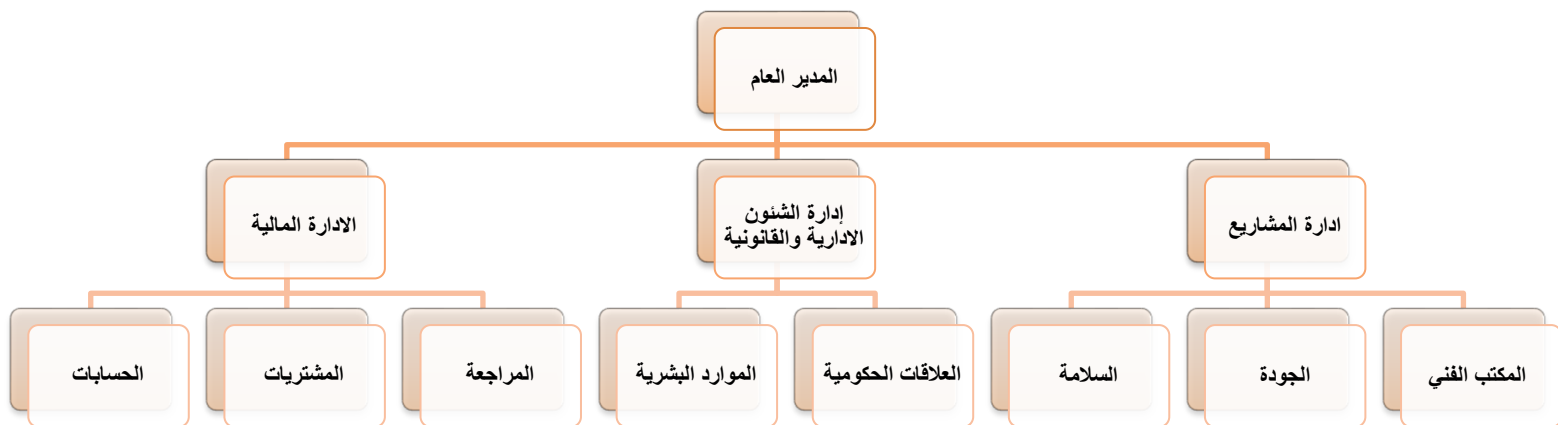 المدير العام
ادارة المشاريع
إدارة الشئون
الادارية والقانونية
الادارة المالية
المكتب الفني
الجودة
السلامة
العلاقات الحكومية
الموارد البشرية
المراجعة
المشتريات
الحسابات